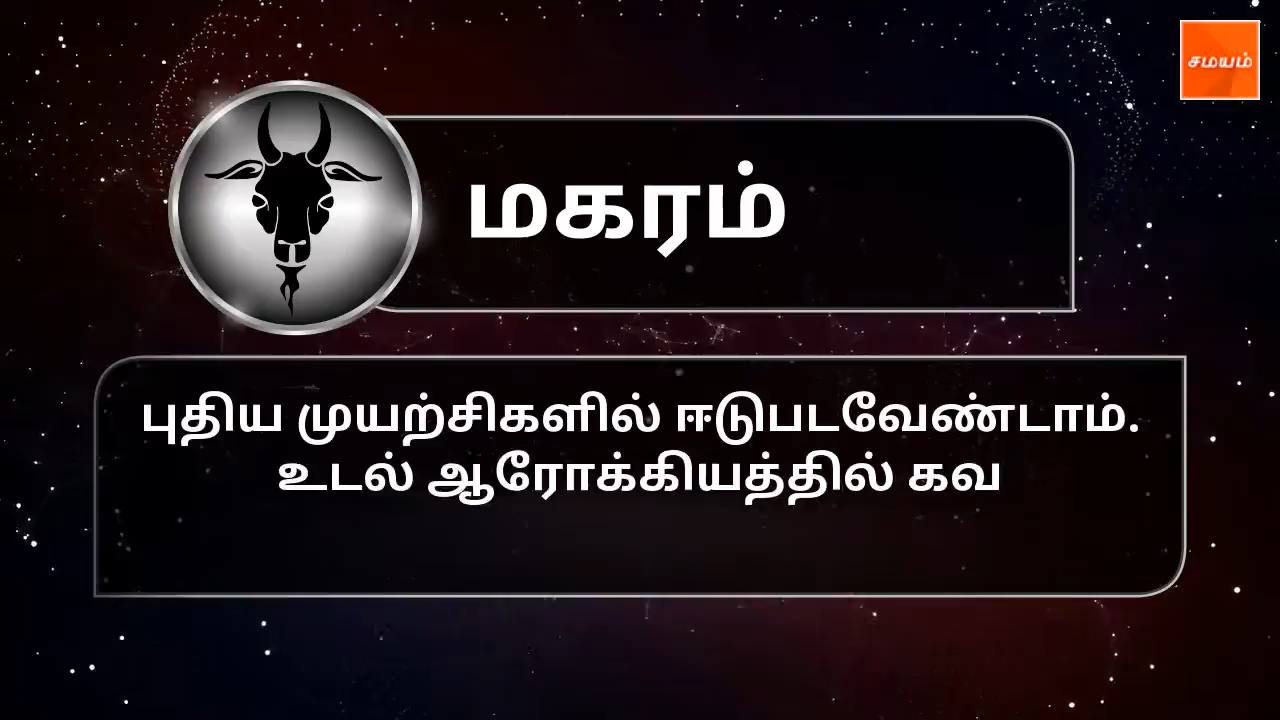 சமயம்
மகரம்
புதிய முயற்சிகளில் ஈடுபடவேண்டாம்.
உடல் ஆரோக்கியத்தில் கவ